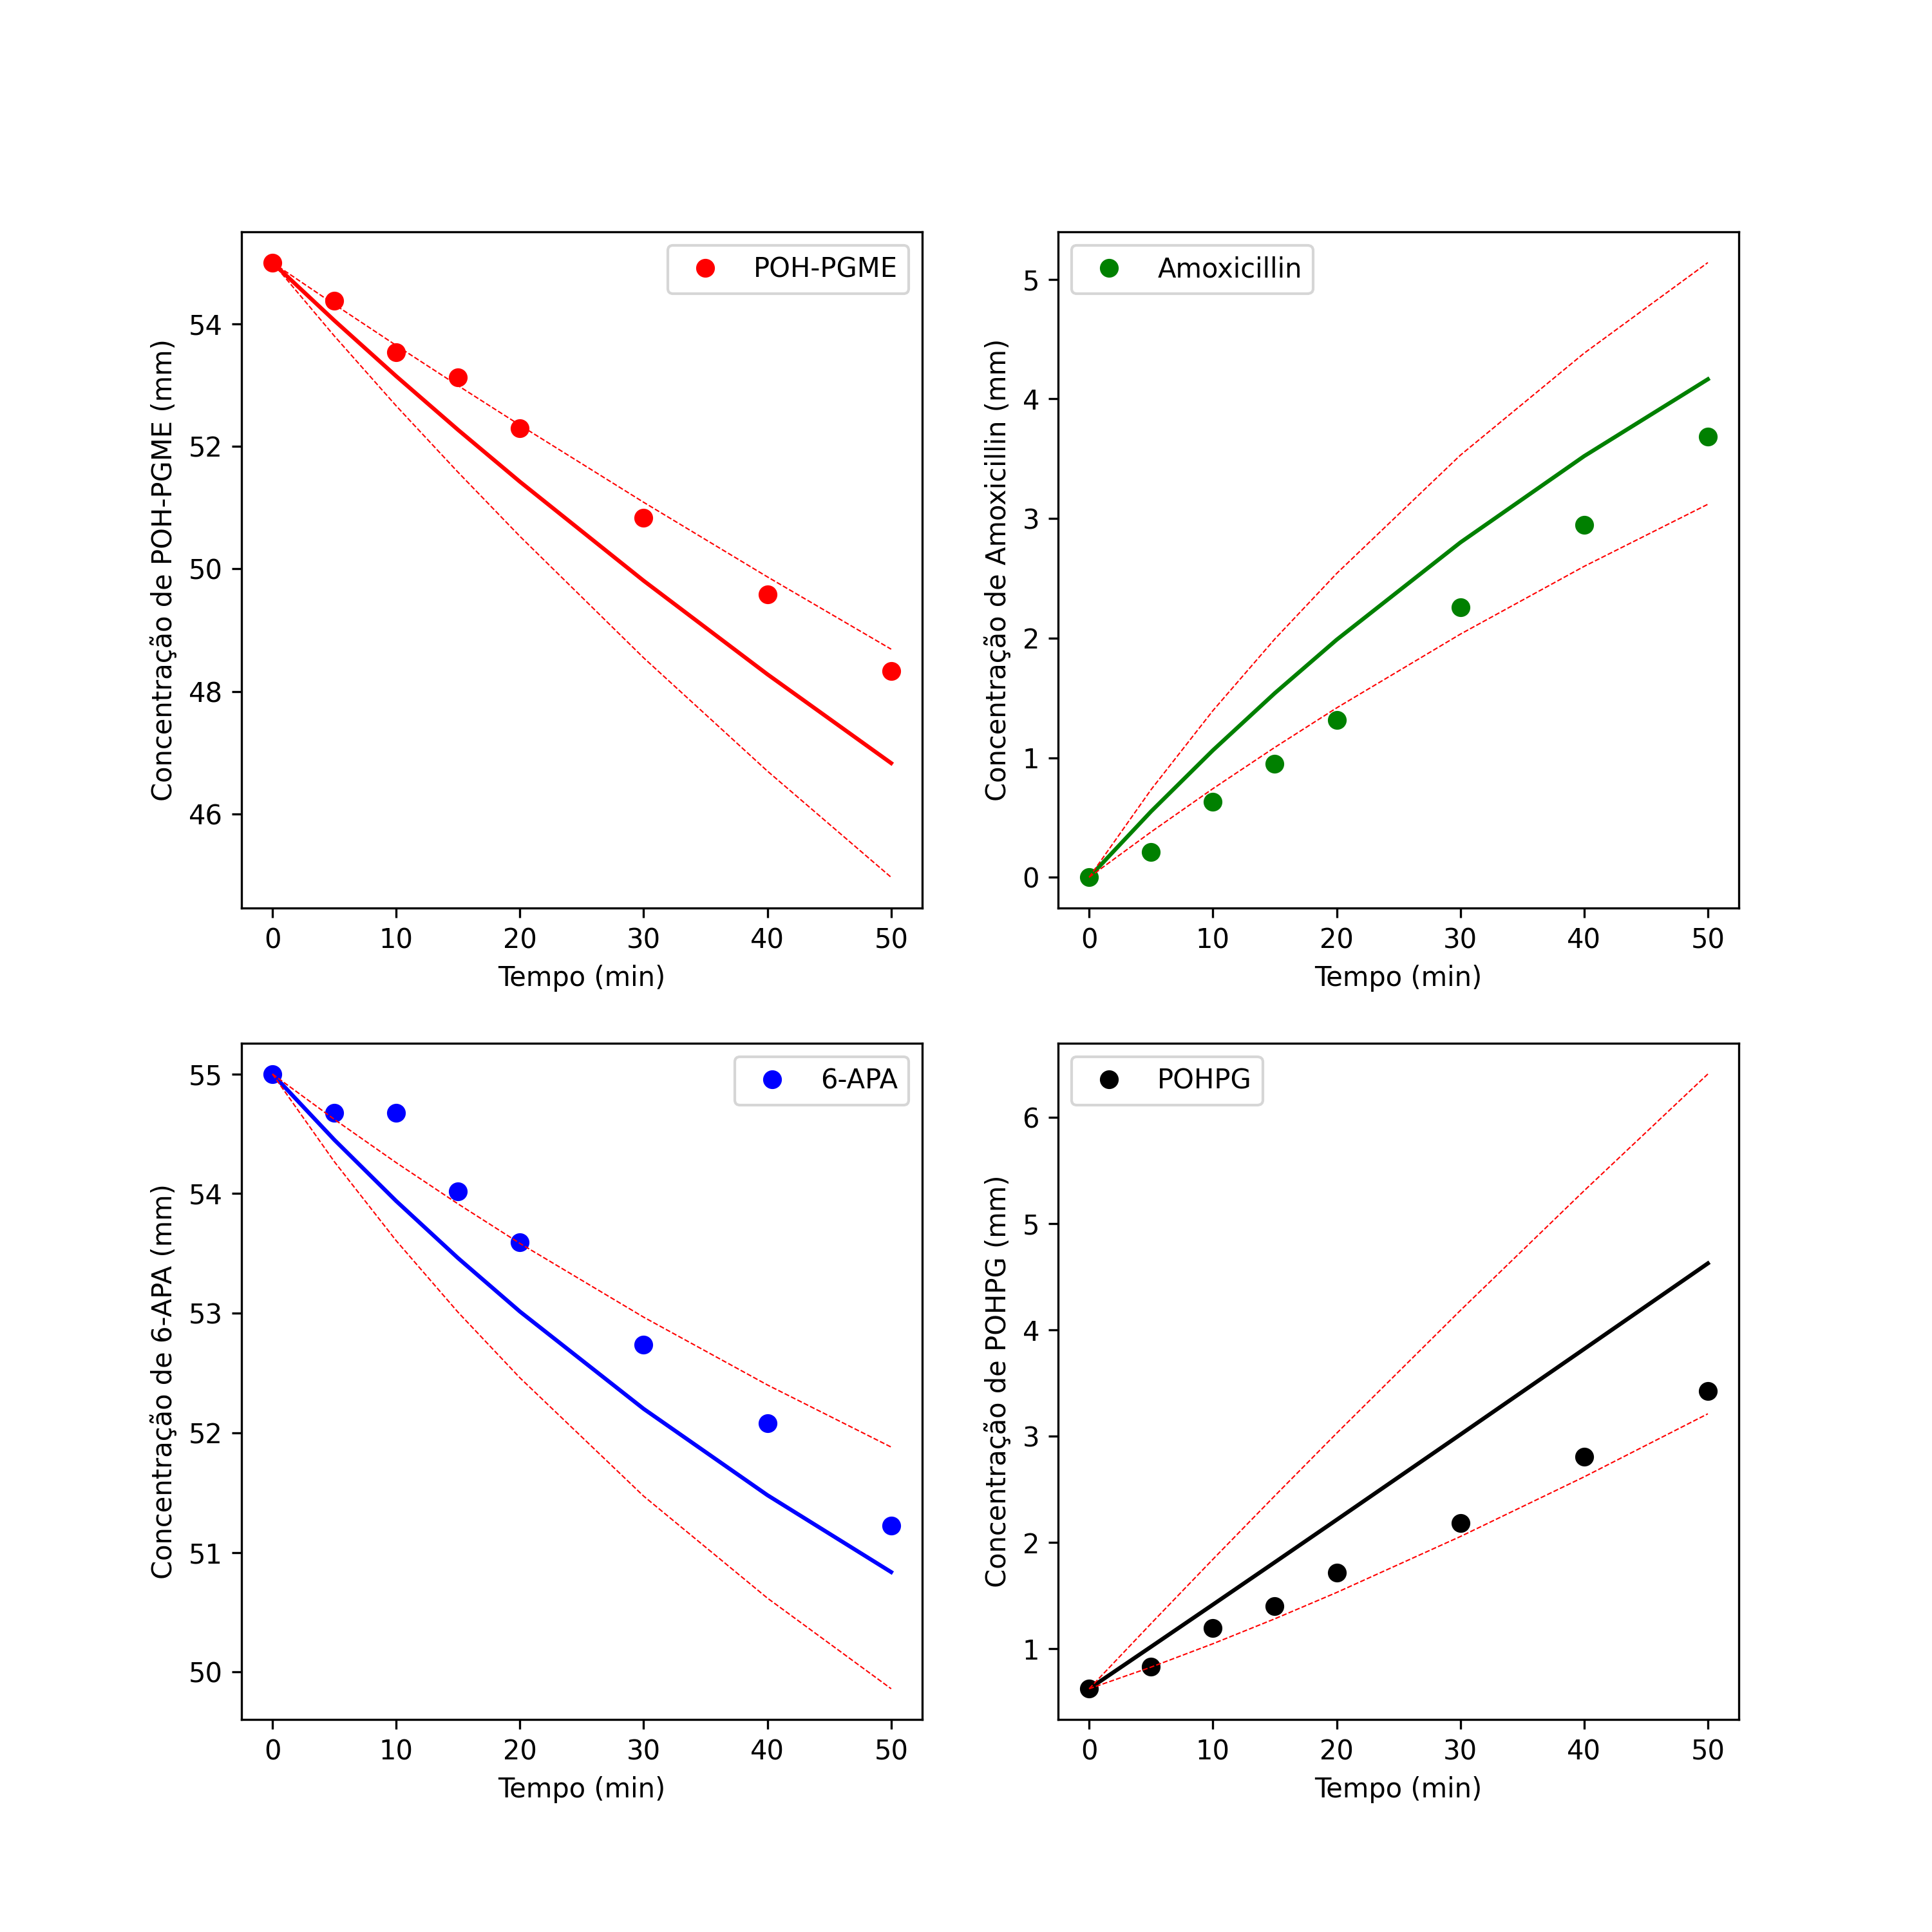 POH-PGME
Concentração de POH-PGME (mm)
54
52
50
48
46
0 10 20 30 40 50
Tempo (min)
Amoxicillin
Concentração de Amoxicillin (mm)
5
4
3
2
1
0
0 10 20 30 40 50
Tempo (min)
6-APA
Concentração de 6-APA (mm)
55
54
53
52
51
50
0 10 20 30 40 50
Tempo (min)
POHPG
Concentração de POHPG (mm)
6
5
4
3
2
1
0 10 20 30 40 50
Tempo (min)